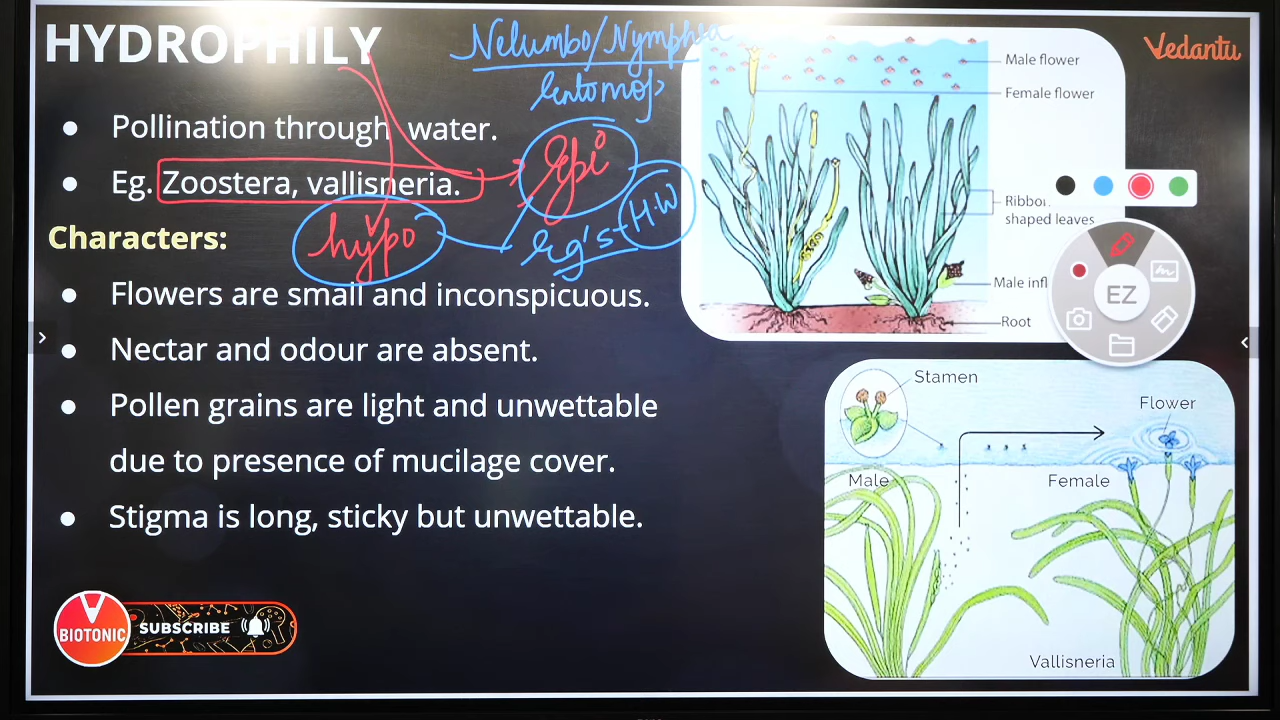 HYDROPHILY
Nelumbo/Nymphea
Entomop
Vedantu
Pollination through water.
Eg. Zoostera, vallisneria.
Epi
hypo
Eg's - H.W
Characters:
Flowers are small and inconspicuous.
Nectar and odour are absent.
Pollen grains are light and unwettable
due to presence of mucilage cover.
Stigma is long, sticky but unwettable.
Male flower
Female flower
Ribbon
shaped leaves
Male infl
Root
EZ
Stamen
Flower
Male
Female
Vallisneria
BIOTONIC
SUBSCRIBE